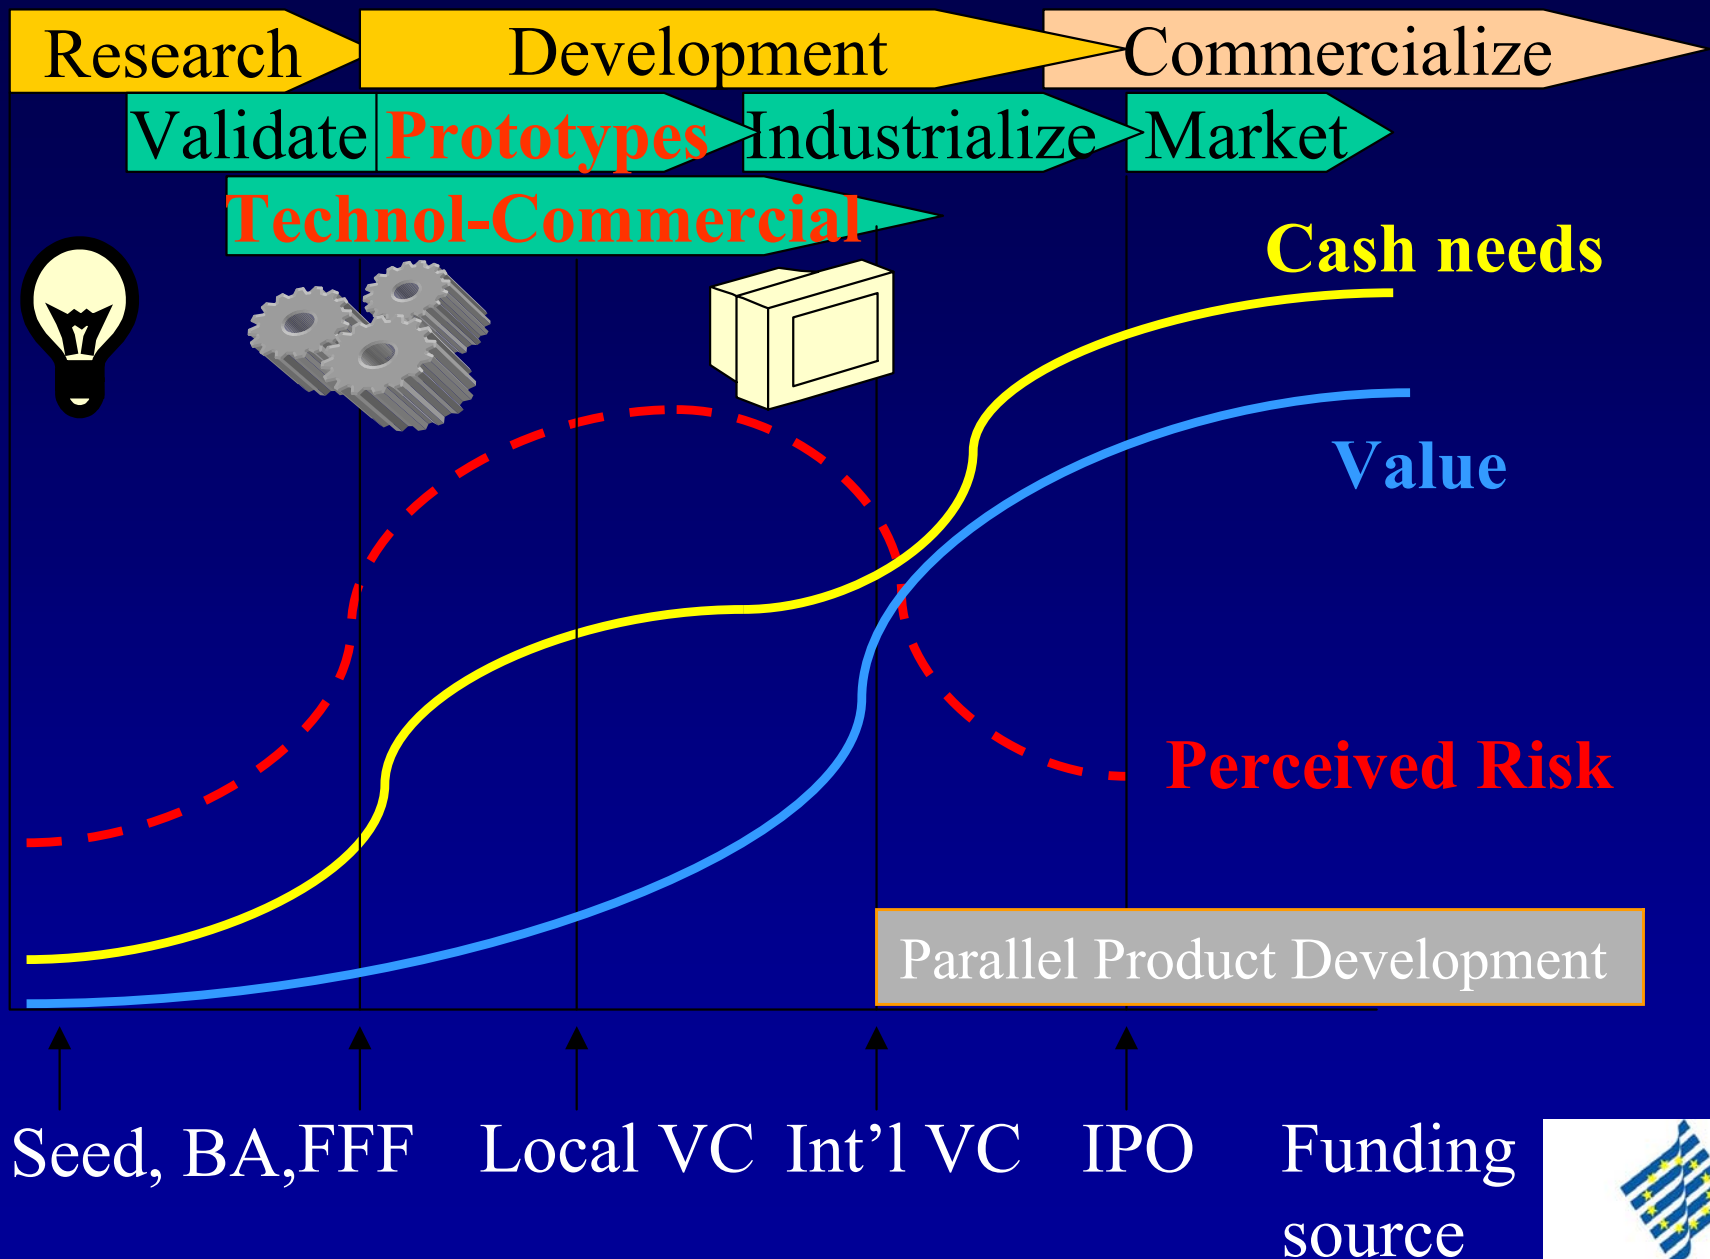 Research Development Commercialize
Validate Prototypes Industrialize Market
Technol-Commercial
Cash needs
Value
Perceived Risk
Parallel Product Development
Seed, BA, FFF Local VC Int’l VC IPO Funding
source